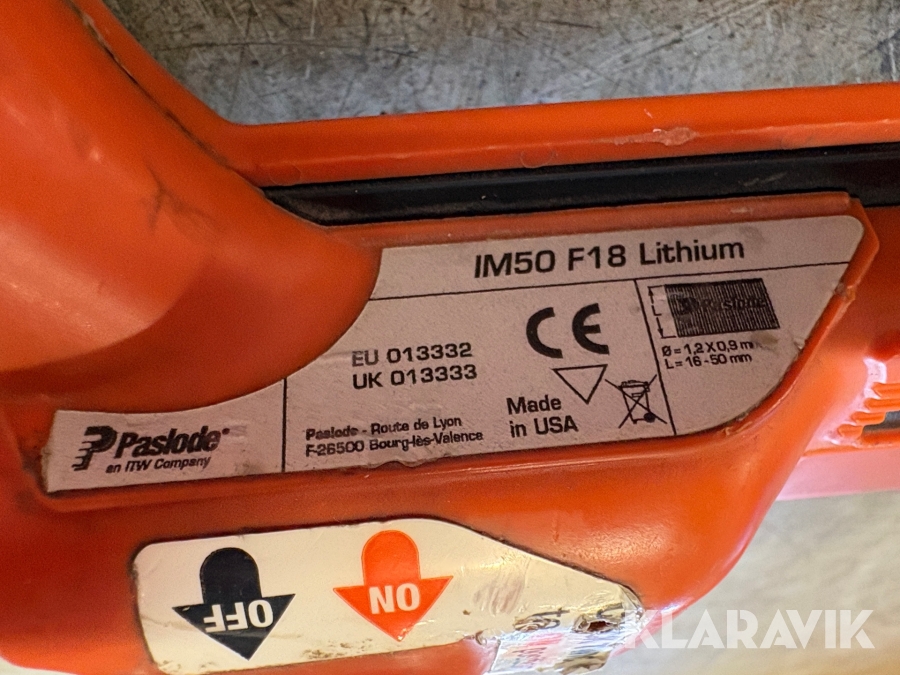 IM50 F18 Lithium
EU 013332
UK 013333
CE
Ø = 1,2 X 0,9 m
L = 16 - 50 mm
Made
in USA
Paslode - Route de Lyon
F-26500 Bourg-lès-Valence
Paslode®
an ITW Company
OFF
ON
KLARAVIK